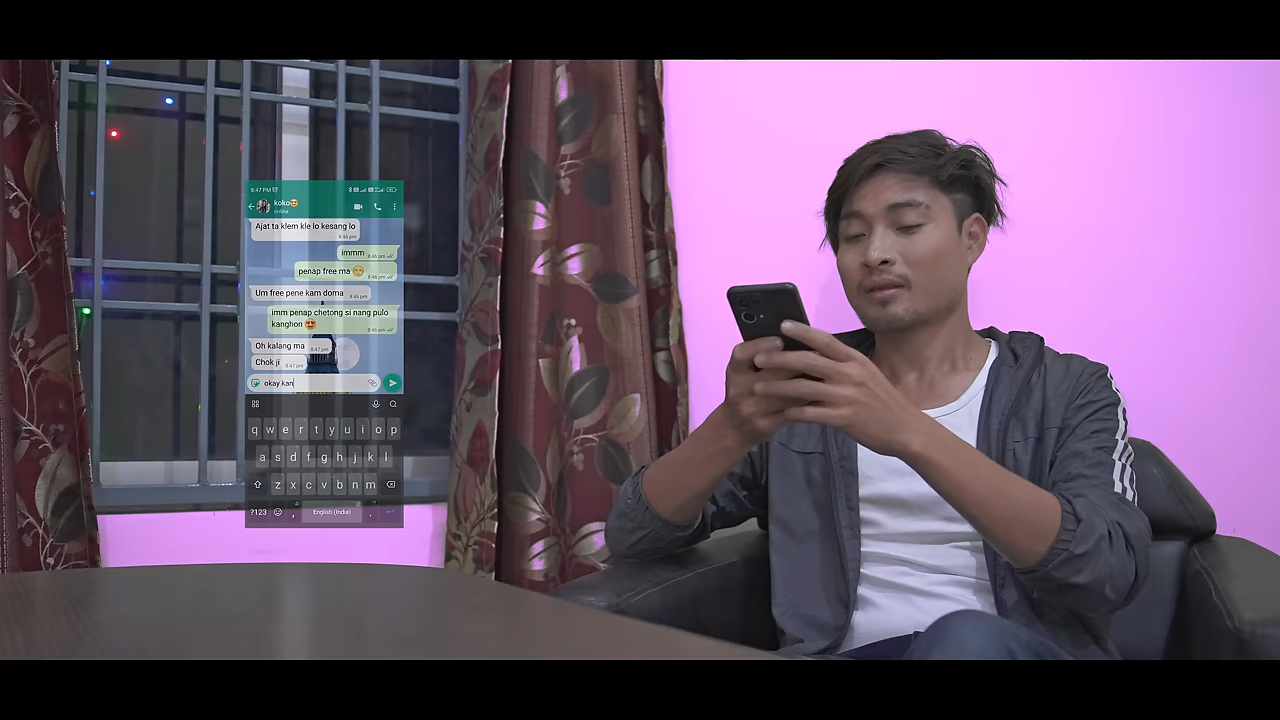 8:47 PM
koko😍
online
Ajat ta klem kle lo kesang lo
8:46 pm
immm
8:46 pm
penap free ma
8:46 pm
Um free pene kam doma
8:46 pm
imm penap chetong si nang pulo
kanghon 😍
8:46 pm
Oh kalang ma
8:47 pm
Chok ji
8:47 pm
okay kan
q w e r t y u i o p
a s d f g h j k l
z x c v b n m
?123 , English (India) .